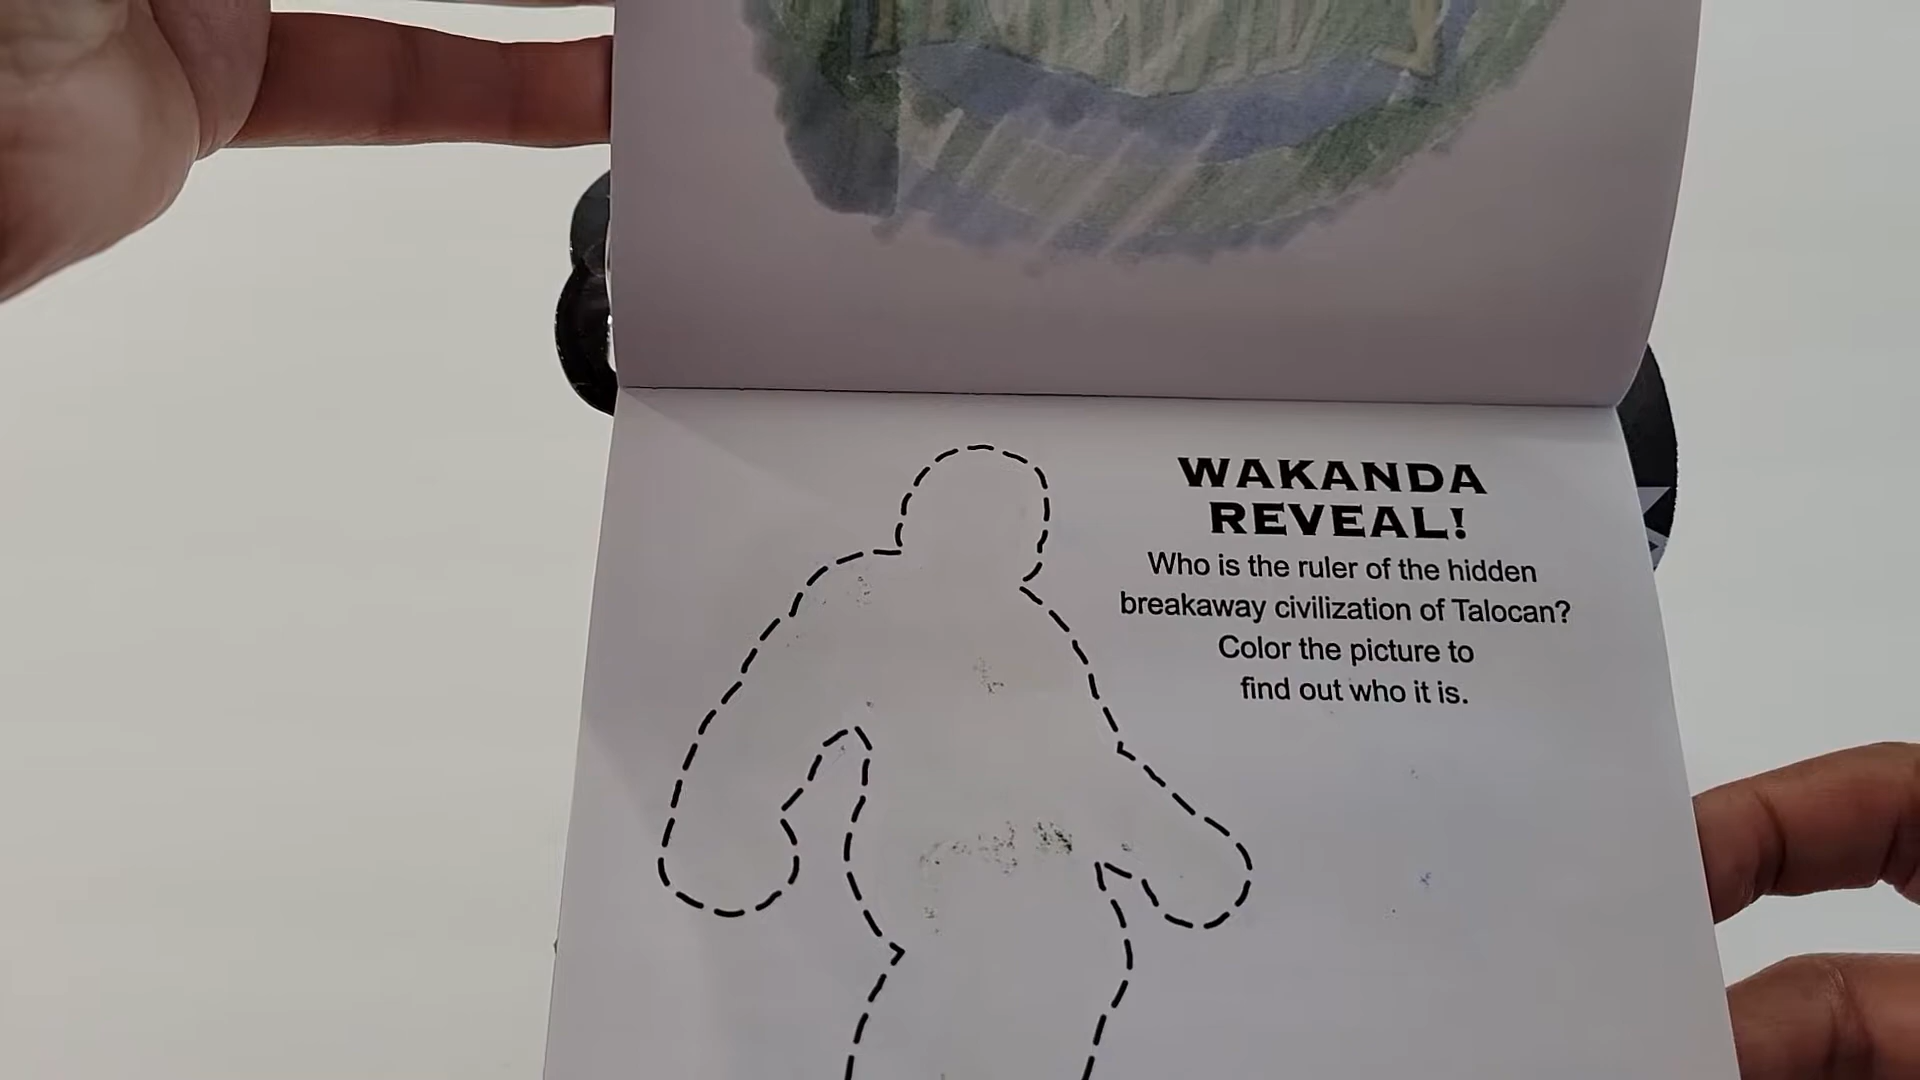 WAKANDA
REVEAL!
Who is the ruler of the hidden
breakaway civilization of Talocan?
Color the picture to
find out who it is.